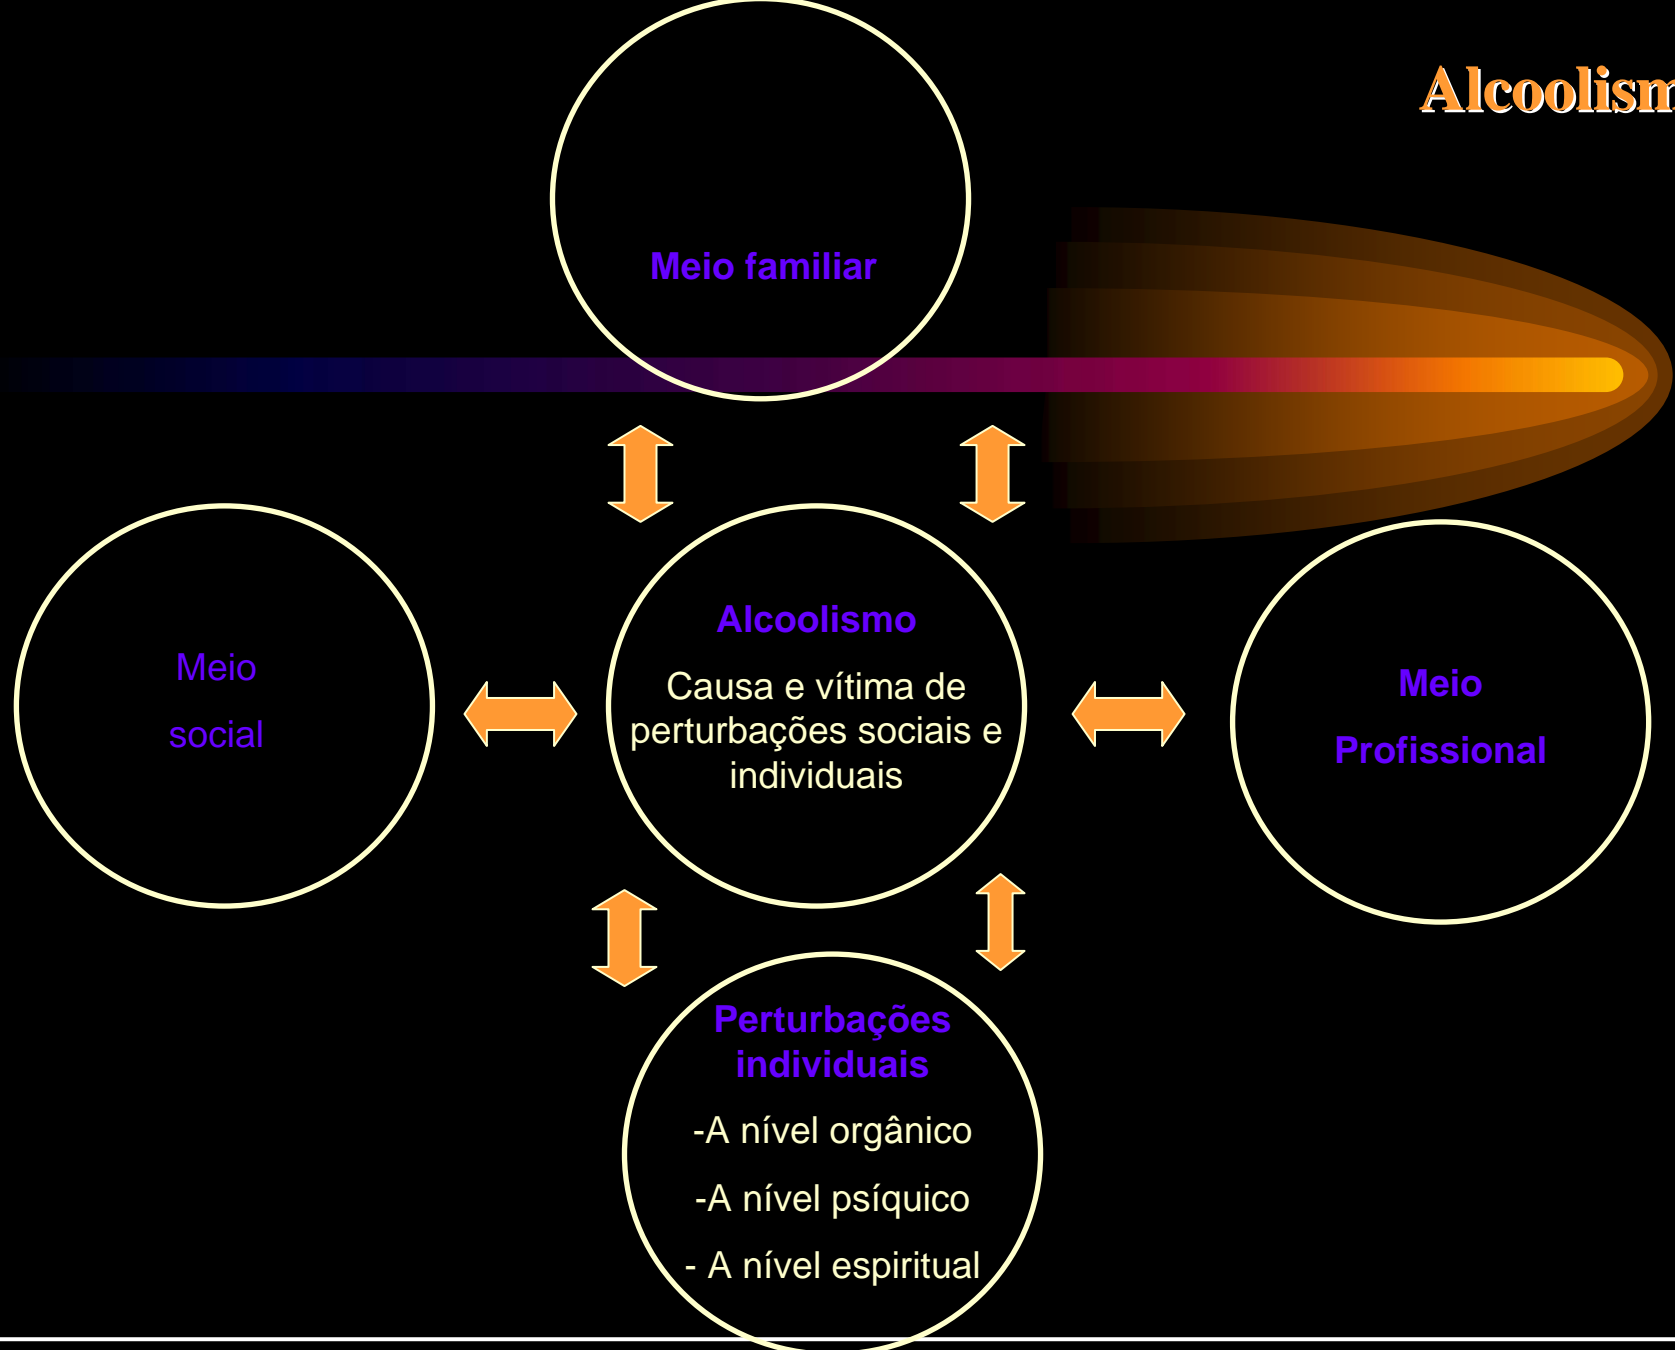 Alcoolism
Meio familiar
Alcoolismo
Causa e vítima de
perturbações sociais e
individuais
Meio
social
Meio
Profissional
Perturbações
individuais
-A nível orgânico
-A nível psíquico
- A nível espiritual